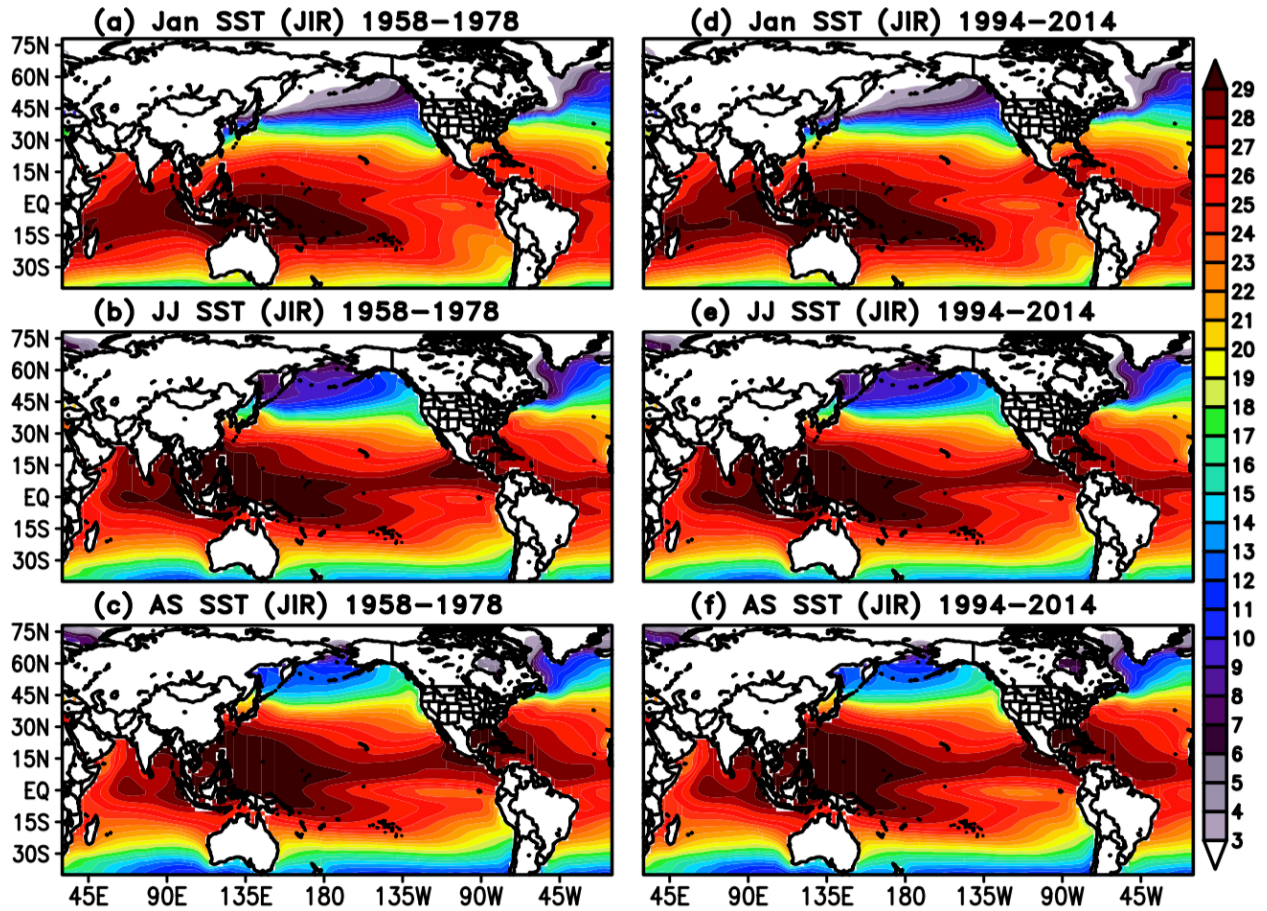 (a) Jan SST (JIR) 1958−1978
(d) Jan SST (JIR) 1994−2014
75N
60N
45N
30N
15N
EQ
15S
30S
(b) JJ SST (JIR) 1958−1978
(e) JJ SST (JIR) 1994−2014
75N
60N
45N
30N
15N
EQ
15S
30S
(c) AS SST (JIR) 1958−1978
(f) AS SST (JIR) 1994−2014
75N
60N
45N
30N
15N
EQ
15S
30S
45E 90E 135E 180 135W 90W 45W
45E 90E 135E 180 135W 90W 45W
29
28
27
26
25
24
23
22
21
20
19
18
17
16
15
14
13
12
11
10
9
8
7
6
5
4
3